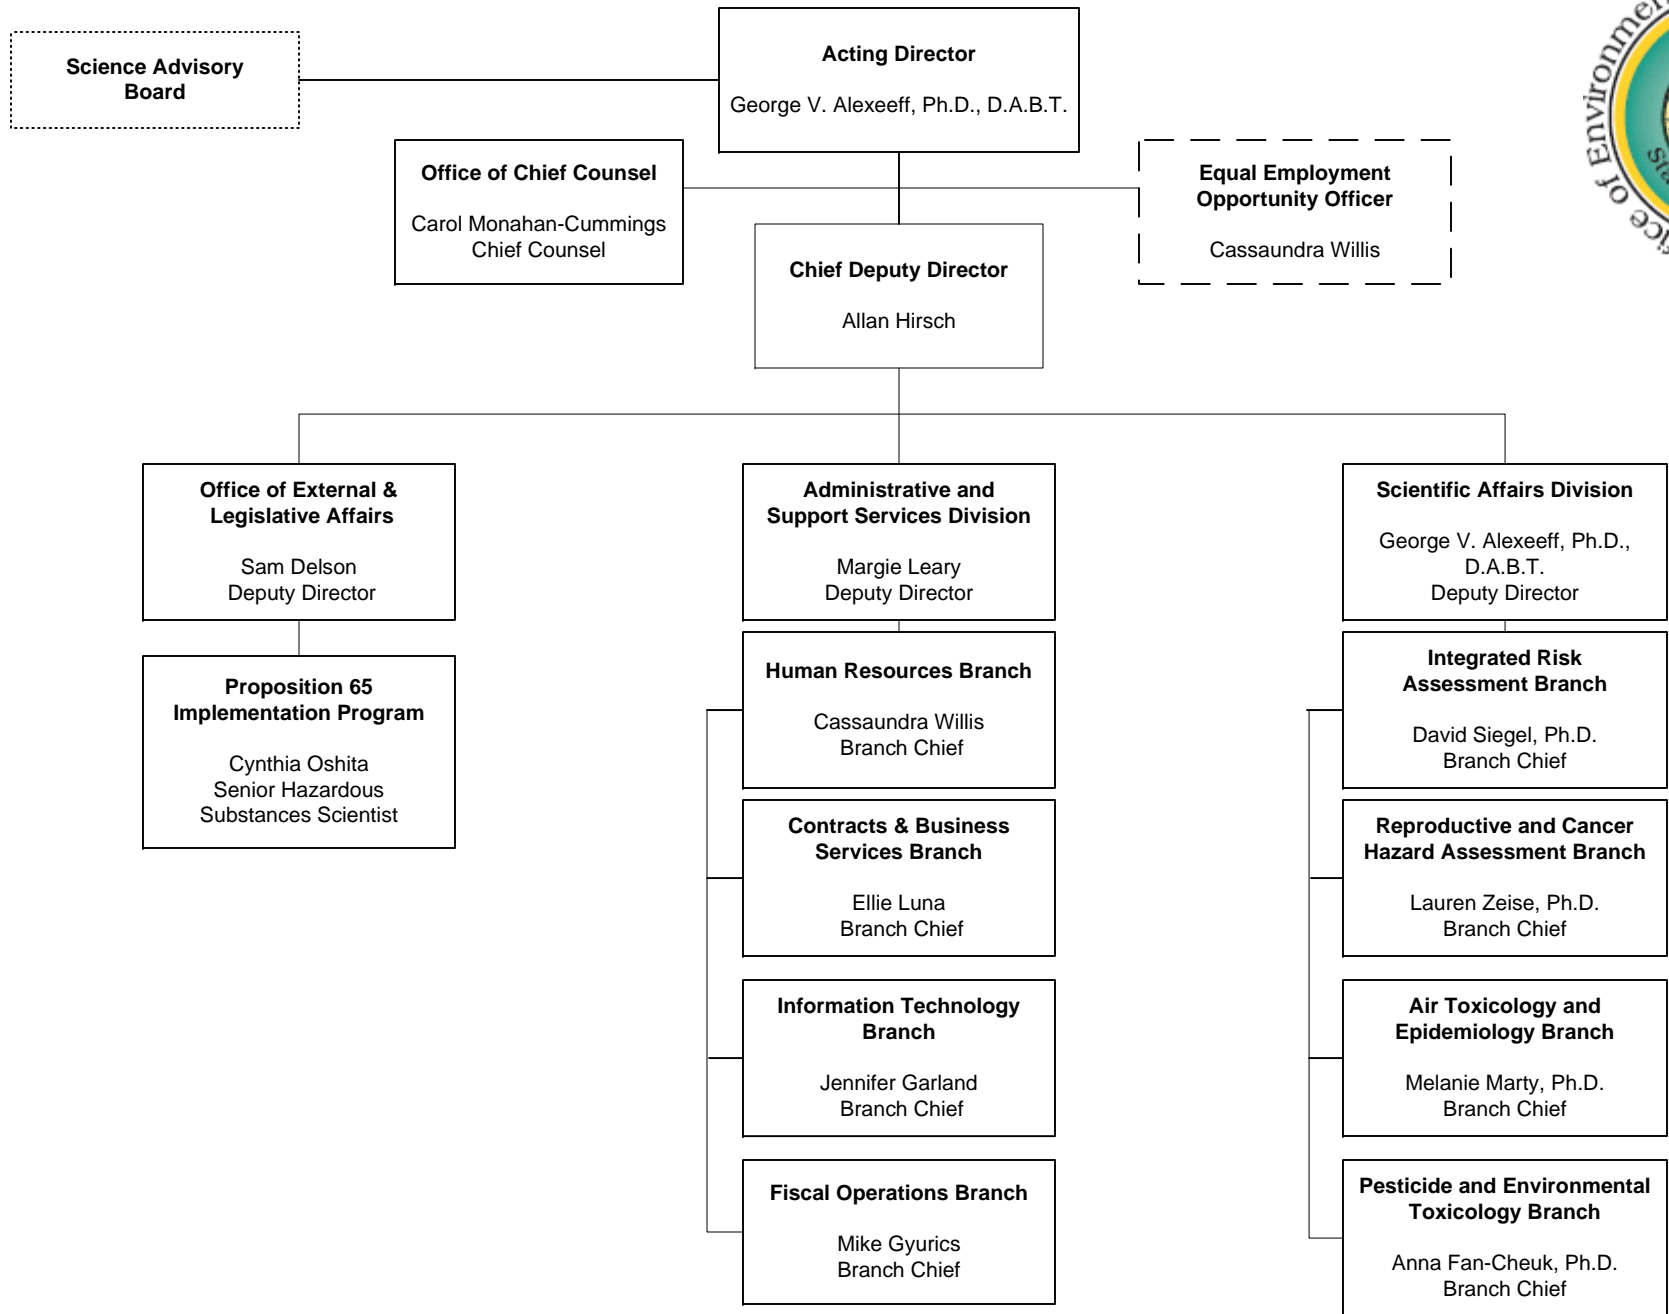 Science Advisory
Board
Acting Director
George V. Alexeeff, Ph.D., D.A.B.T.
Office of Chief Counsel
Carol Monahan-Cummings
Chief Counsel
Equal Employment
Opportunity Officer
Cassaundra Willis
Chief Deputy Director
Allan Hirsch
Office of External &
Legislative Affairs
Sam Delson
Deputy Director
Proposition 65
Implementation Program
Cynthia Oshita
Senior Hazardous
Substances Scientist
Administrative and
Support Services Division
Margie Leary
Deputy Director
Human Resources Branch
Cassaundra Willis
Branch Chief
Contracts & Business
Services Branch
Ellie Luna
Branch Chief
Information Technology
Branch
Jennifer Garland
Branch Chief
Fiscal Operations Branch
Mike Gyurics
Branch Chief
Scientific Affairs Division
George V. Alexeeff, Ph.D.,
D.A.B.T.
Deputy Director
Integrated Risk
Assessment Branch
David Siegel, Ph.D.
Branch Chief
Reproductive and Cancer
Hazard Assessment Branch
Lauren Zeise, Ph.D.
Branch Chief
Air Toxicology and
Epidemiology Branch
Melanie Marty, Ph.D.
Branch Chief
Pesticide and Environmental
Toxicology Branch
Anna Fan-Cheuk, Ph.D.
Branch Chief
of